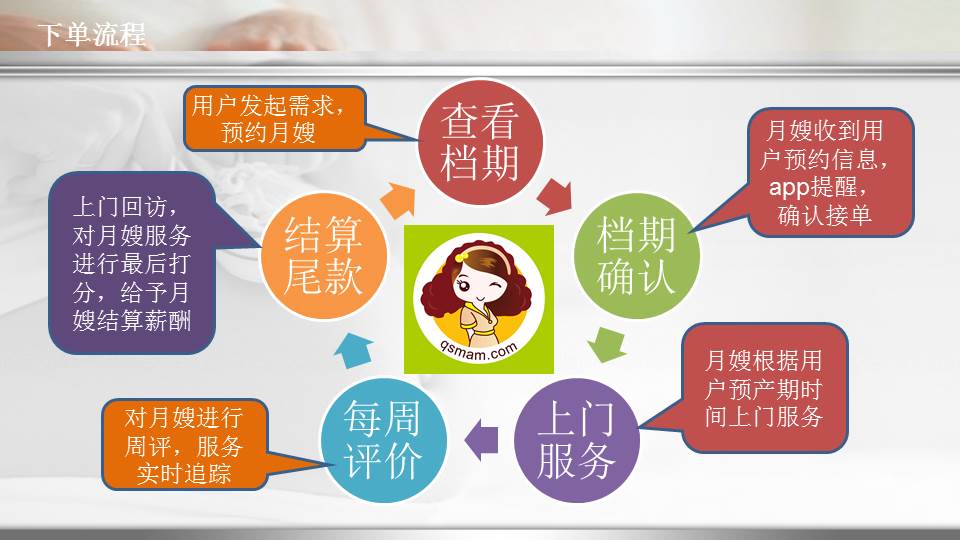 下单流程
用户发起需求，
预约月嫂
查看
档期
月嫂收到用
户预约信息，
app提醒，
确认接单
档期
确认
月嫂根据用
户预产期时
间上门服务
上门
服务
对月嫂进行
周评，服务
实时追踪
每周
评价
上门回访，
对月嫂服务
进行最后打
分，给予月
嫂结算薪酬
结算
尾款
qsmam.com